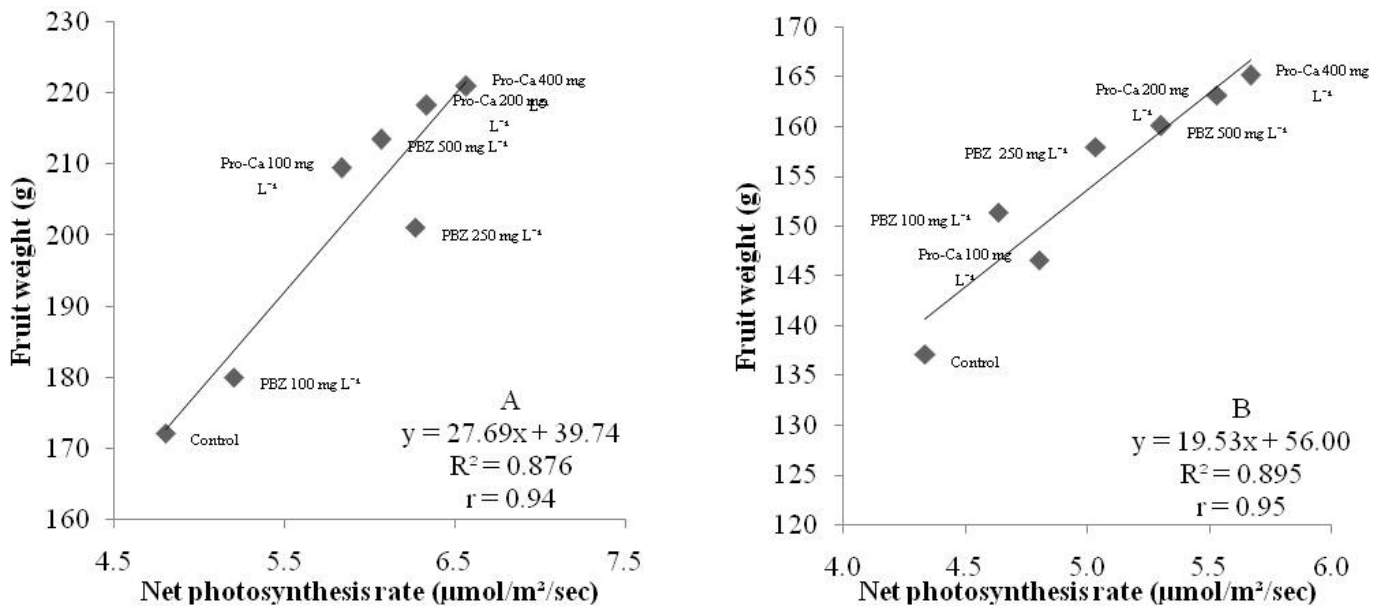 230
220
210
200
190
180
170
160
Fruit weight (g)
Pro-Ca 400 mg
L⁻¹
Pro-Ca 200 mg
L⁻¹
PBZ 500 mg L⁻¹
Pro-Ca 100 mg
L⁻¹
PBZ 250 mg L⁻¹
PBZ 100 mg L⁻¹
Control
A
y = 27.69x + 39.74
R² = 0.876
r = 0.94
4.5 5.5 6.5 7.5
Net photosynthesis rate (µmol/m²/sec)
170
165
160
155
150
145
140
135
130
125
120
Fruit weight (g)
Pro-Ca 400 mg
L⁻¹
Pro-Ca 200 mg
L⁻¹
PBZ 500 mg L⁻¹
PBZ 250 mg L⁻¹
PBZ 100 mg L⁻¹
Pro-Ca 100 mg
L⁻¹
Control
B
y = 19.53x + 56.00
R² = 0.895
r = 0.95
4.0 4.5 5.0 5.5 6.0
Net photosynthesis rate (µmol/m²/sec)